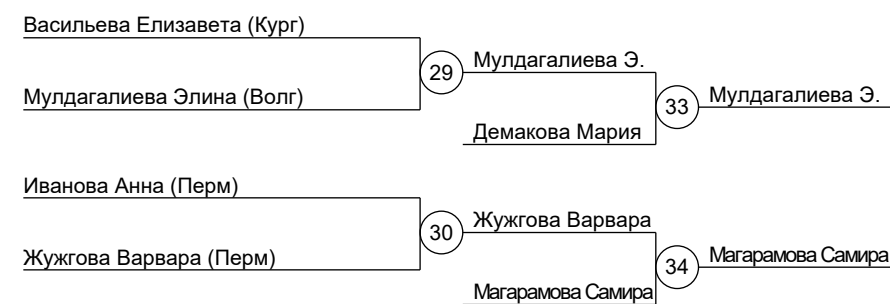 Васильева Елизавета (Кург)
29
Мулдагалиева Э.
Мулдагалиева Элина (Волг)
33
Мулдагалиева Э.
Демакова Мария
Иванова Анна (Перм)
30
Жужгова Варвара
Жужгова Варвара (Перм)
34
Магарамова Самира
Магарамова Самира